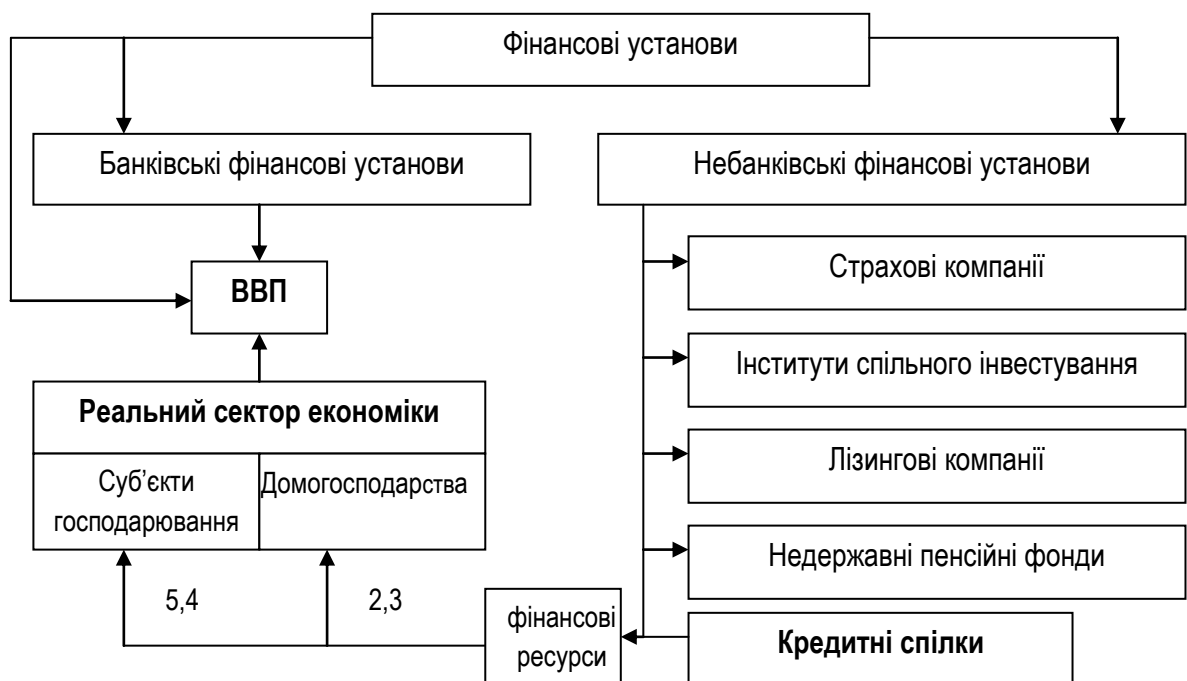 Фінансові установи
Банківські фінансові установи
Небанківські фінансові установи
ВВП
Страхові компанії
Інститути спільного інвестування
Реальний сектор економіки
Суб’єкти
господарювання
Домогосподарства
Лізингові компанії
Недержавні пенсійні фонди
5,4
2,3
фінансові
ресурси
Кредитні спілки